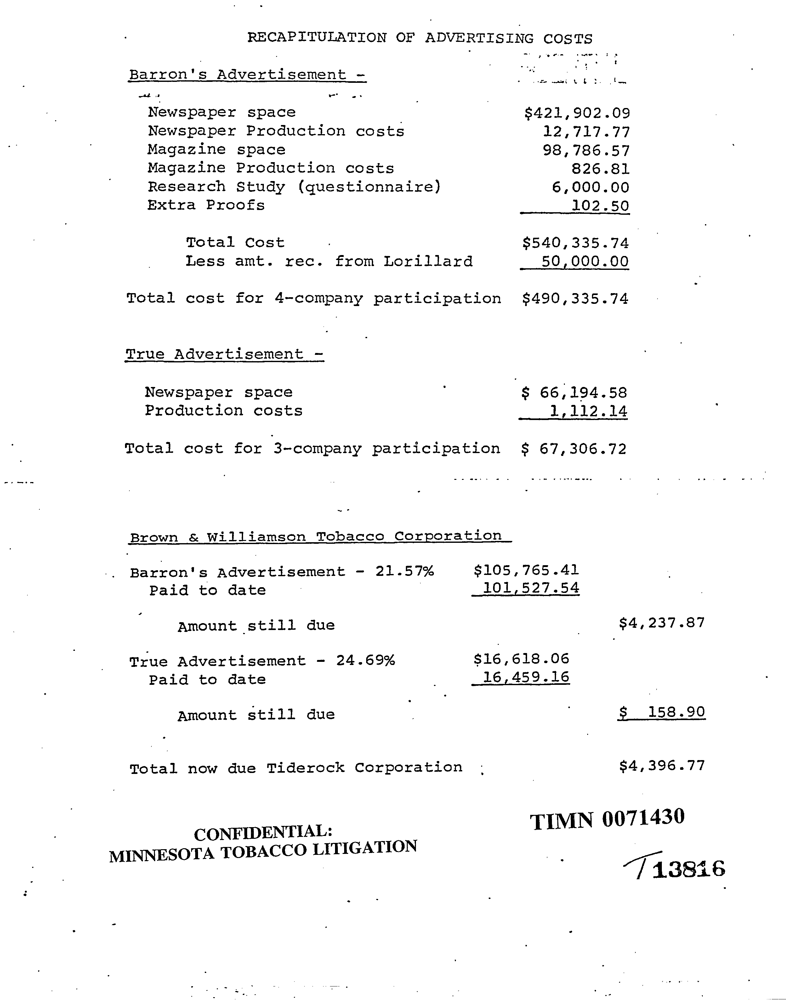 RECAPITULATION OF ADVERTISING COSTS
Barron's Advertisement -
Newspaper space $421,902.09
Newspaper Production costs 12,717.77
Magazine space 98,786.57
Magazine Production costs 826.81
Research Study (questionnaire) 6,000.00
Extra Proofs 102.50
Total Cost $540,335.74
Less amt. rec. from Lorillard 50,000.00
Total cost for 4-company participation $490,335.74
True Advertisement -
Newspaper space $ 66,194.58
Production costs 1,112.14
Total cost for 3-company participation $ 67,306.72
Brown & Williamson Tobacco Corporation
Barron's Advertisement - 21.57% $105,765.41
Paid to date 101,527.54
Amount still due $4,237.87
True Advertisement - 24.69% $16,618.06
Paid to date 16,459.16
Amount still due $ 158.90
Total now due Tiderock Corporation $4,396.77
CONFIDENTIAL:
MINNESOTA TOBACCO LITIGATION
TIMN 0071430
T13816